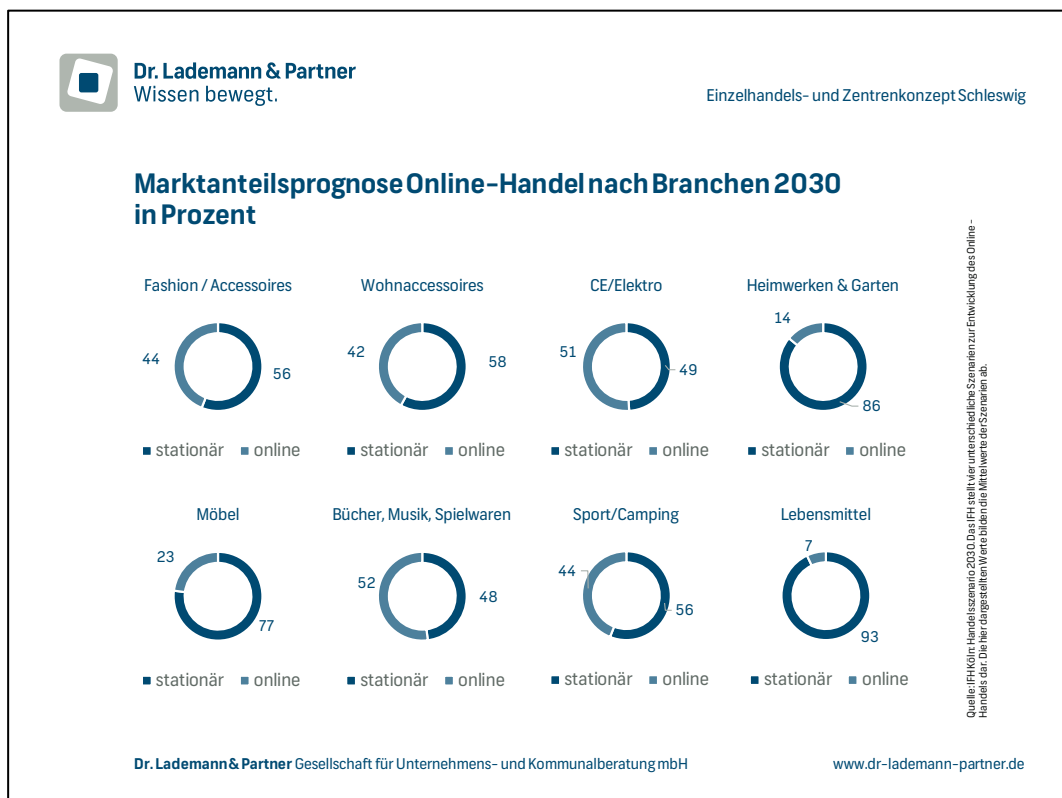 Dr. Lademann & Partner
Wissen bewegt.
Einzelhandels- und Zentrenkonzept Schleswig
Marktanteilsprognose Online-Handel nach Branchen 2030
in Prozent
Fashion / Accessoires
44
56
stationär online
Wohnaccessoires
42
58
stationär online
CE/Elektro
51
49
stationär online
Heimwerken & Garten
14
86
stationär online
Möbel
23
77
stationär online
Bücher, Musik, Spielwaren
52
48
stationär online
Sport/Camping
44
56
stationär online
Lebensmittel
7
93
stationär online
Quelle: IFH Köln: Handelsszenario 2030. Das IFH stellt vier unterschiedliche Szenarien zur Entwicklung des Online-
Handels dar. Die hier dargestellten Werte bilden die Mittelwerte der Szenarien ab.
Dr. Lademann & Partner Gesellschaft für Unternehmens- und Kommunalberatung mbH
www.dr-lademann-partner.de